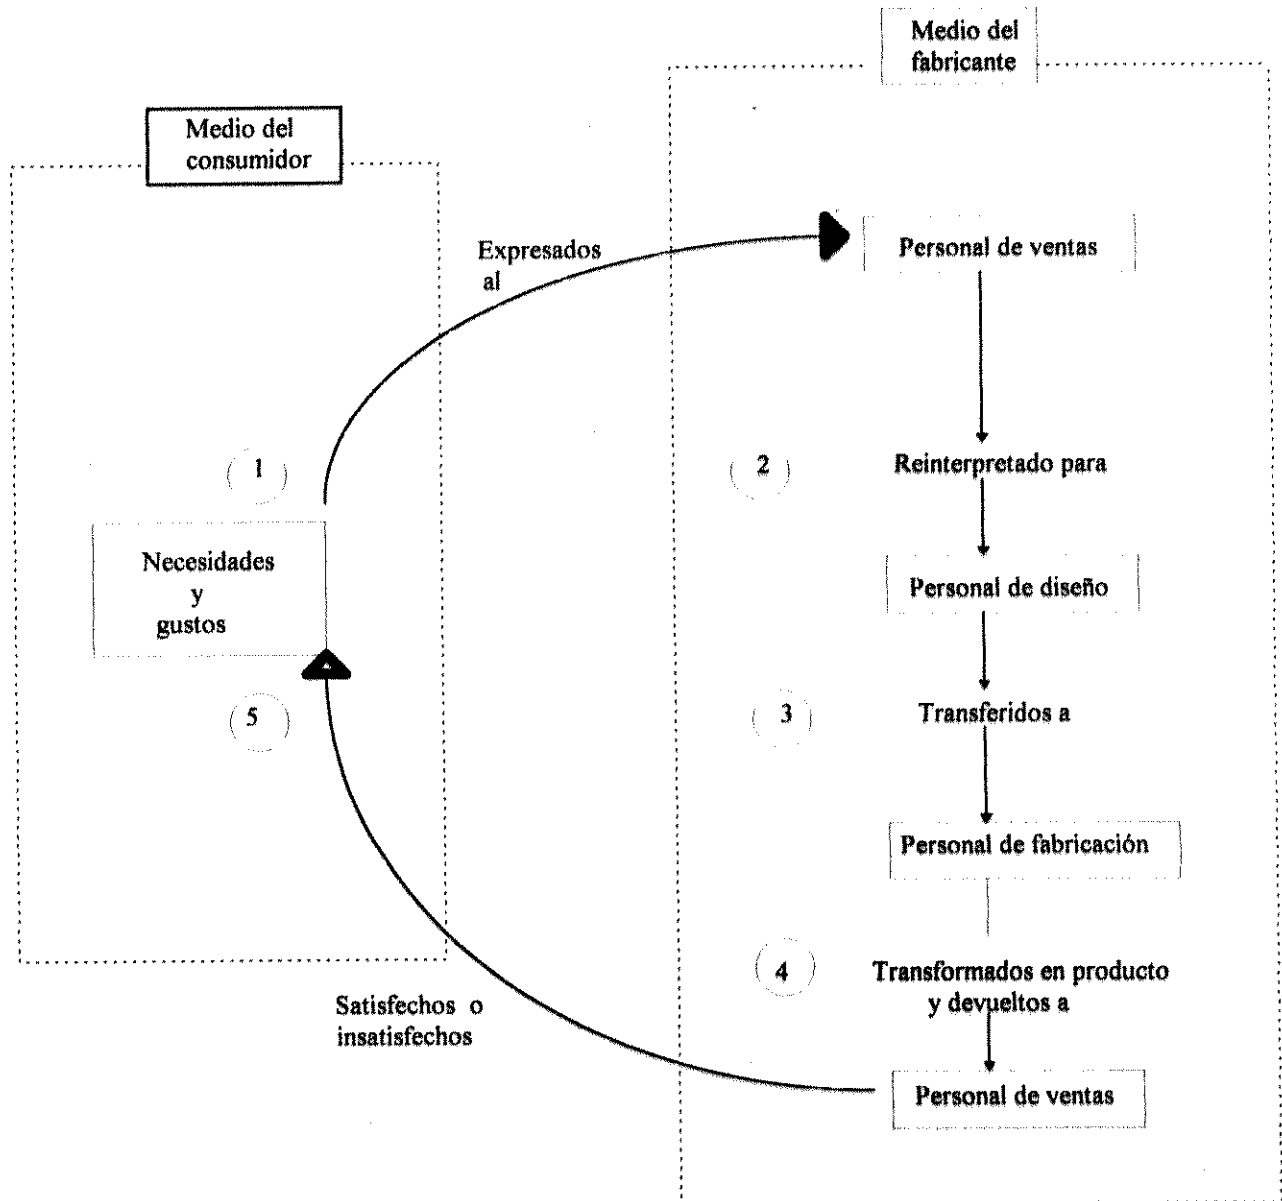 Medio del
fabricante
Medio del
consumidor
Expresados
al
Personal de ventas
1
2
Reinterpretado para
Necesidades
y
gustos
Personal de diseño
5
3
Transferidos a
Personal de fabricación
4
Transformados en producto
y devueltos a
Satisfechos o
insatisfechos
Personal de ventas